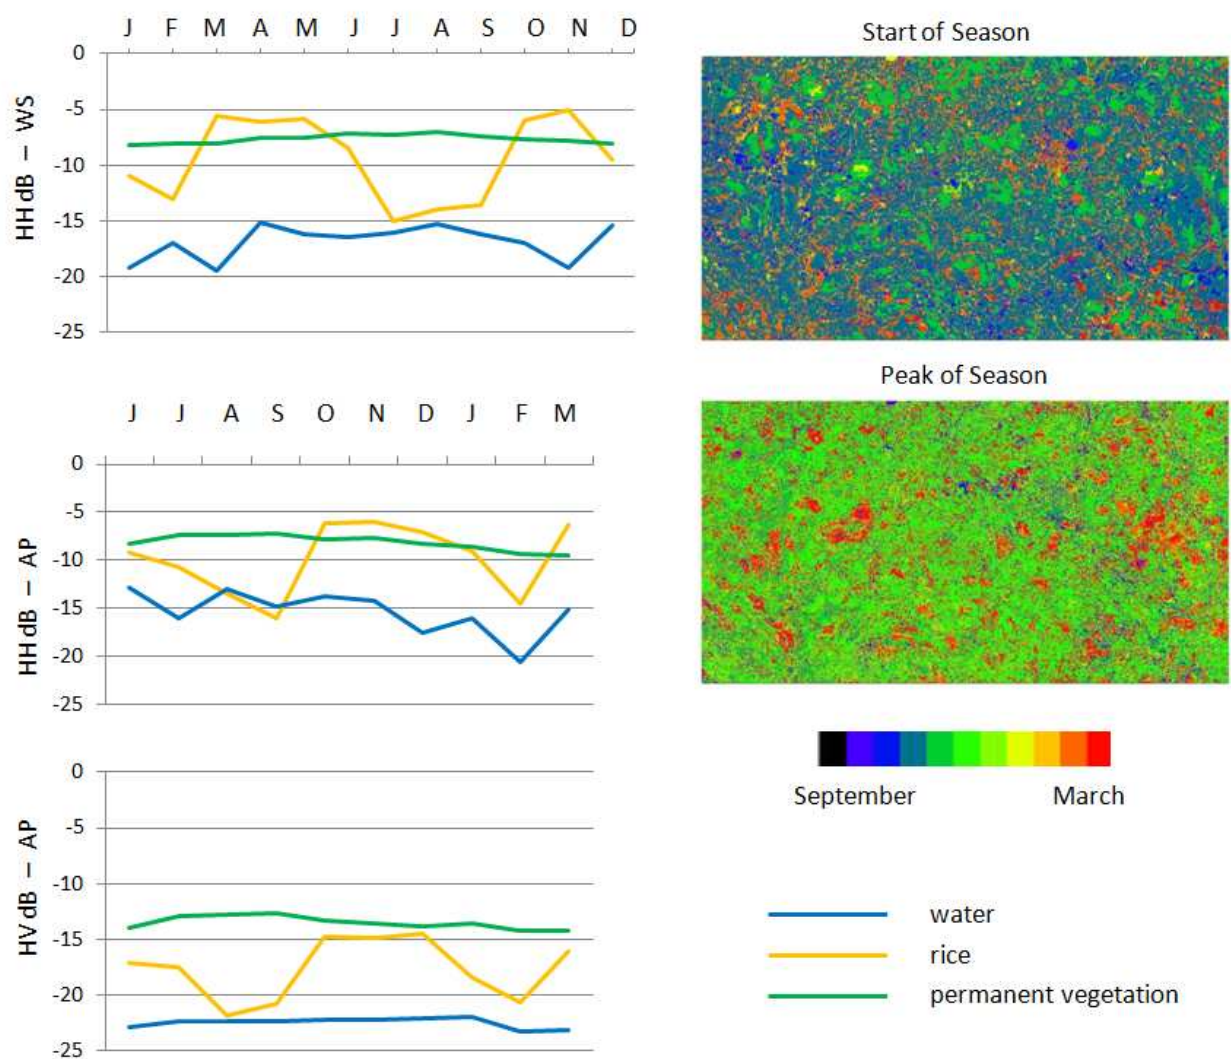 J F M A M J J A S O N D
0
-5
-10
-15
-20
-25
HH dB – WS
Start of Season
Peak of Season
J J A S O N D J F M
0
-5
-10
-15
-20
-25
HH dB – AP
September March
0
-5
-10
-15
-20
-25
HV dB – AP
water
rice
permanent vegetation